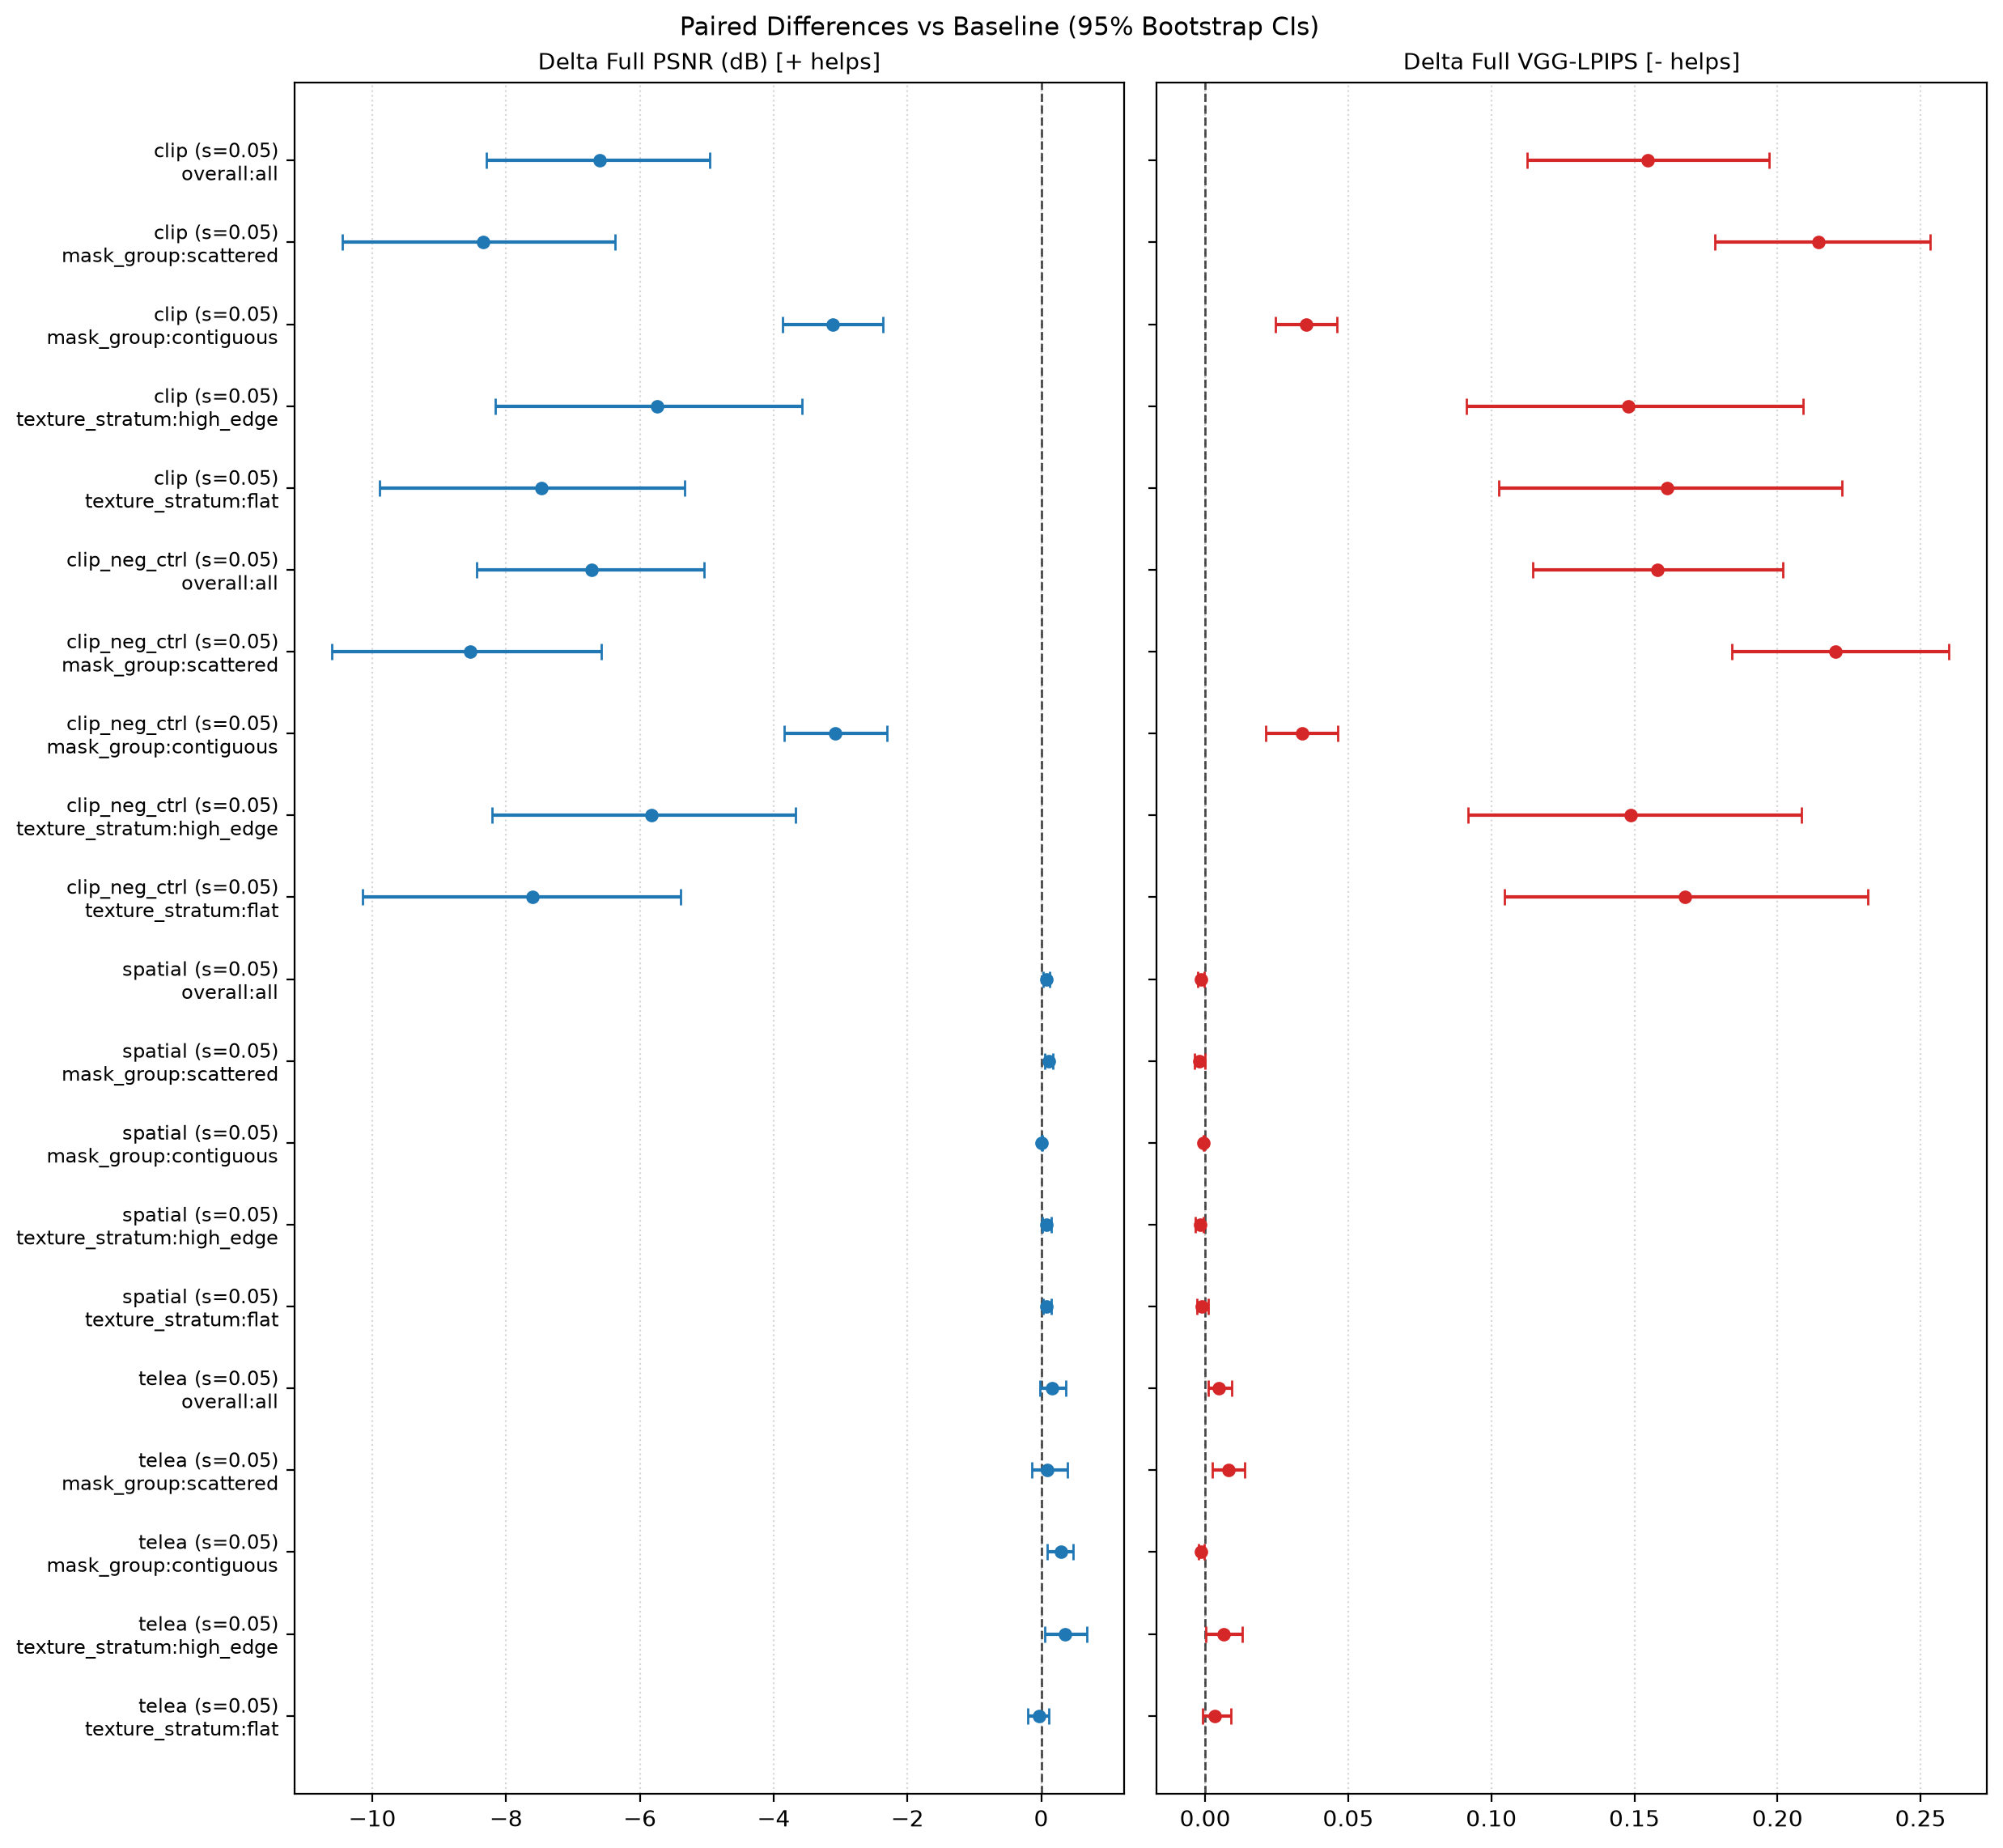 Paired Differences vs Baseline (95% Bootstrap CIs)
Delta Full PSNR (dB) [+ helps]
Delta Full VGG-LPIPS [- helps]
clip (s=0.05)
overall:all
clip (s=0.05)
mask_group:scattered
clip (s=0.05)
mask_group:contiguous
clip (s=0.05)
texture_stratum:high_edge
clip (s=0.05)
texture_stratum:flat
clip_neg_ctrl (s=0.05)
overall:all
clip_neg_ctrl (s=0.05)
mask_group:scattered
clip_neg_ctrl (s=0.05)
mask_group:contiguous
clip_neg_ctrl (s=0.05)
texture_stratum:high_edge
clip_neg_ctrl (s=0.05)
texture_stratum:flat
spatial (s=0.05)
overall:all
spatial (s=0.05)
mask_group:scattered
spatial (s=0.05)
mask_group:contiguous
spatial (s=0.05)
texture_stratum:high_edge
spatial (s=0.05)
texture_stratum:flat
telea (s=0.05)
overall:all
telea (s=0.05)
mask_group:scattered
telea (s=0.05)
mask_group:contiguous
telea (s=0.05)
texture_stratum:high_edge
telea (s=0.05)
texture_stratum:flat
−10 −8 −6 −4 −2 0
0.00 0.05 0.10 0.15 0.20 0.25